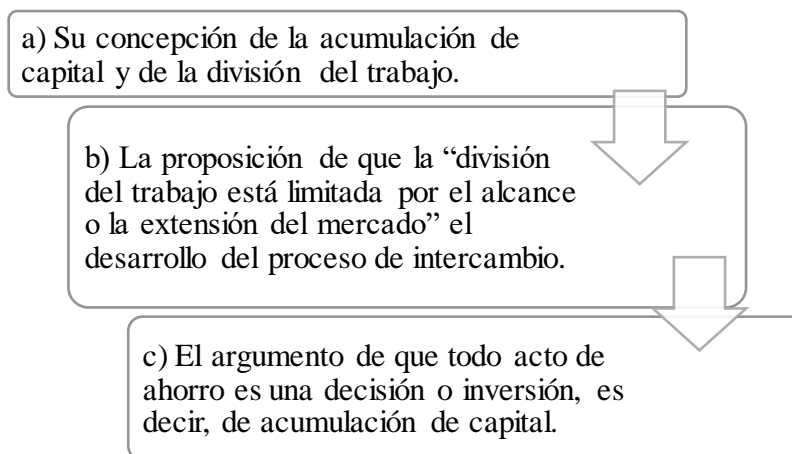 a) Su concepción de la acumulación de
capital y de la división del trabajo.
b) La proposición de que la “división
del trabajo está limitada por el alcance
o la extensión del mercado” el
desarrollo del proceso de intercambio.
c) El argumento de que todo acto de
ahorro es una decisión o inversión, es
decir, de acumulación de capital.